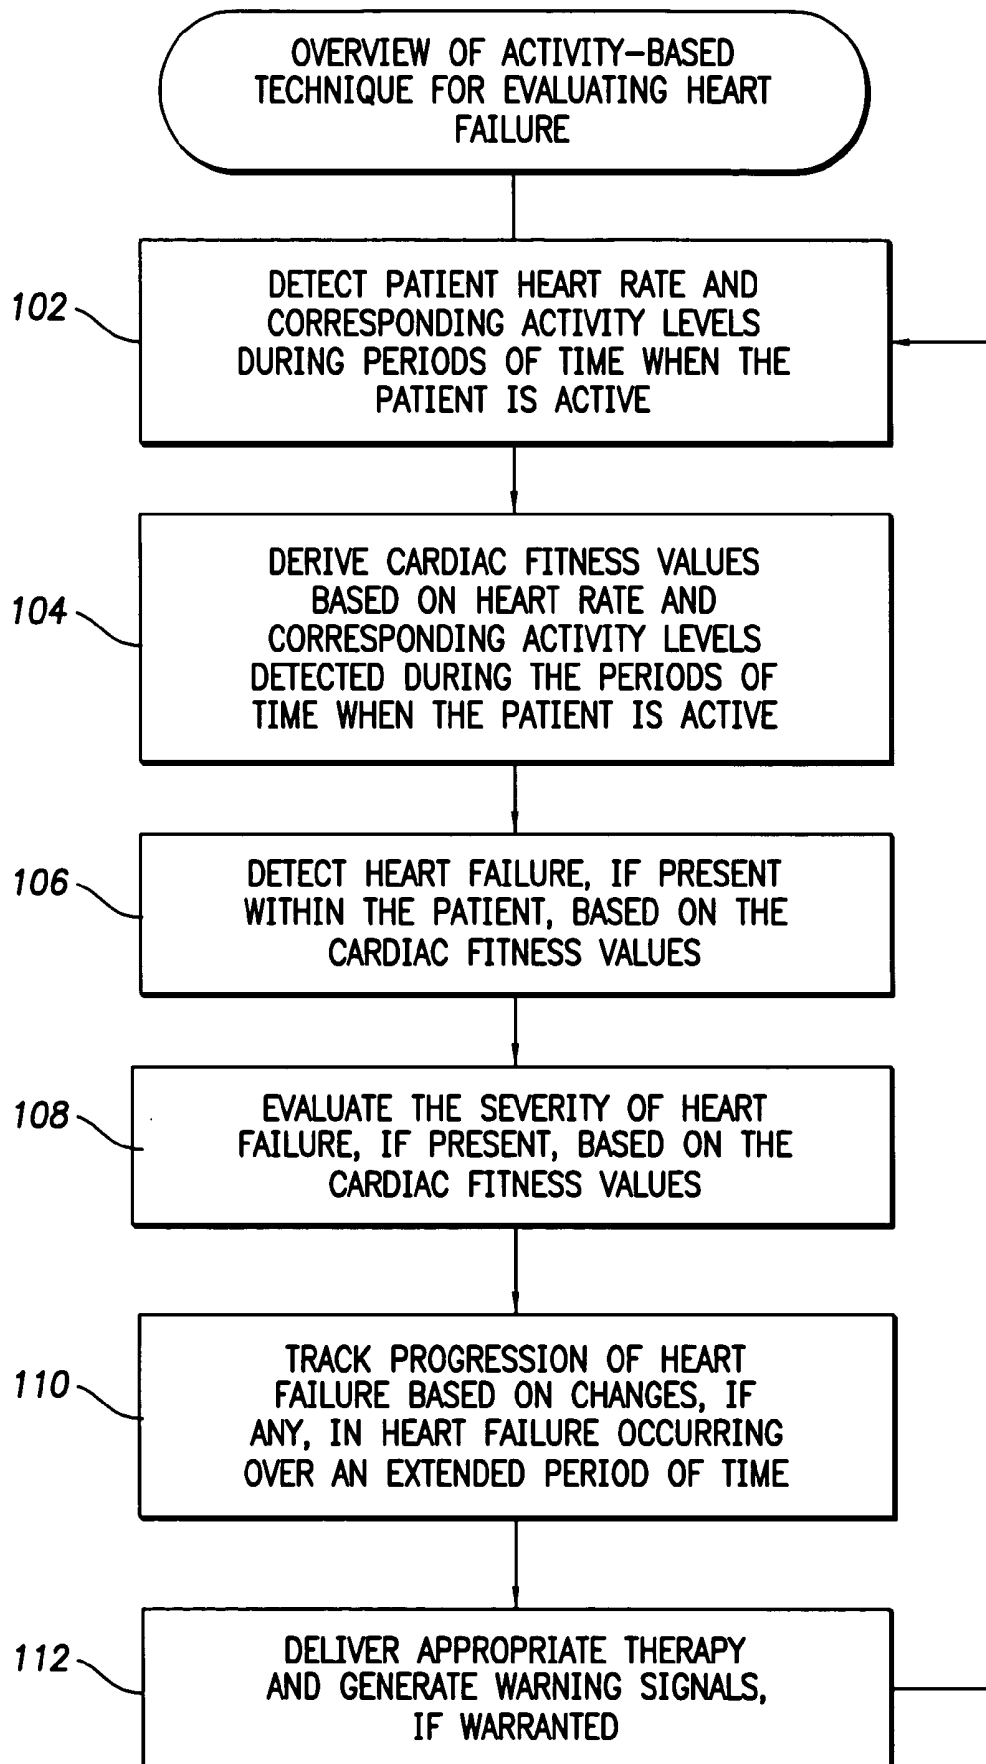 OVERVIEW OF ACTIVITY-BASED
TECHNIQUE FOR EVALUATING HEART
FAILURE
102
DETECT PATIENT HEART RATE AND
CORRESPONDING ACTIVITY LEVELS
DURING PERIODS OF TIME WHEN THE
PATIENT IS ACTIVE
104
DERIVE CARDIAC FITNESS VALUES
BASED ON HEART RATE AND
CORRESPONDING ACTIVITY LEVELS
DETECTED DURING THE PERIODS OF
TIME WHEN THE PATIENT IS ACTIVE
106
DETECT HEART FAILURE, IF PRESENT
WITHIN THE PATIENT, BASED ON THE
CARDIAC FITNESS VALUES
108
EVALUATE THE SEVERITY OF HEART
FAILURE, IF PRESENT, BASED ON THE
CARDIAC FITNESS VALUES
110
TRACK PROGRESSION OF HEART
FAILURE BASED ON CHANGES, IF
ANY, IN HEART FAILURE OCCURRING
OVER AN EXTENDED PERIOD OF TIME
112
DELIVER APPROPRIATE THERAPY
AND GENERATE WARNING SIGNALS,
IF WARRANTED